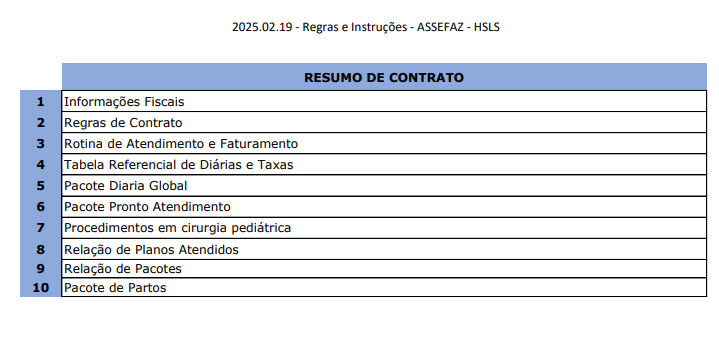 2025.02.19 - Regras e Instruções - ASSEFAZ - HSLS
RESUMO DE CONTRATO
1 Informações Fiscais
2 Regras de Contrato
3 Rotina de Atendimento e Faturamento
4 Tabela Referencial de Diárias e Taxas
5 Pacote Diaria Global
6 Pacote Pronto Atendimento
7 Procedimentos em cirurgia pediátrica
8 Relação de Planos Atendidos
9 Relação de Pacotes
10 Pacote de Partos